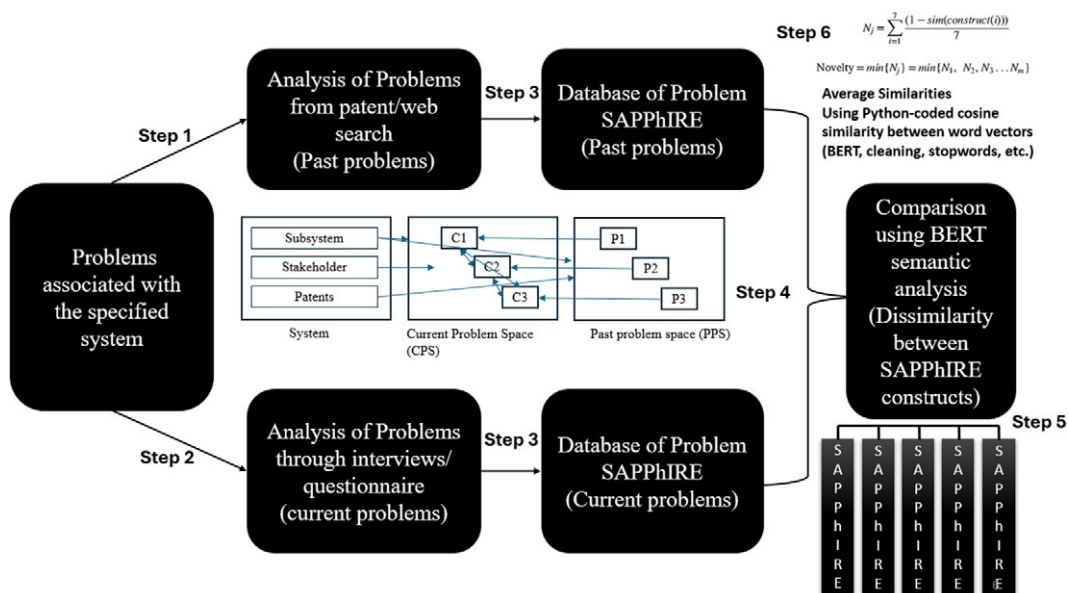 Problems
associated with
the specified
system
Step 1
Step 2
Analysis of Problems
from patent/web
search
(Past problems)
Step 3
Database of Problem
SAPPhIRE
(Past problems)
Subsystem
Stakeholder
Patents
System
C1
C2
C3
Current Problem Space
(CPS)
P1
P2
P3
Past problem space (PPS)
Step 4
Analysis of Problems
through interviews/
questionnaire
(current problems)
Step 3
Database of Problem
SAPPhIRE
(Current problems)
Step 6
N_j = \sum_{i=1}^{7} \frac{(1 - sim(construct(i)))}{7}
Novelty = min{N_j} = min{N_1, N_2, N_3 … N_m}
Average Similarities
Using Python-coded cosine
similarity between word vectors
(BERT, cleaning, stopwords, etc.)
Comparison
using BERT
semantic
analysis
(Dissimilarity
between
SAPPhIRE
constructs)
Step 5
SAPPhIRE
SAPPhIRE
SAPPhIRE
SAPPhIRE
SAPPhIRE